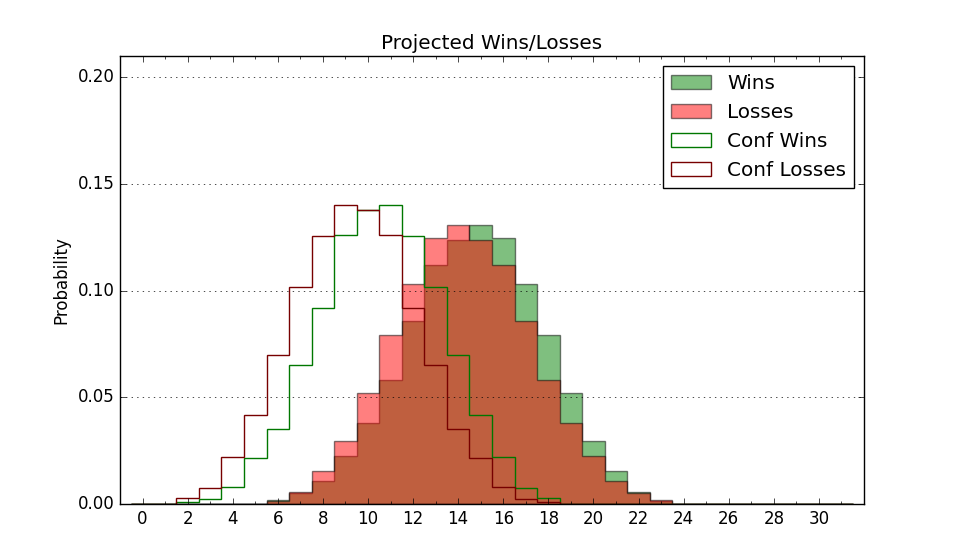 Projected Wins/Losses
Wins
Losses
Conf Wins
Conf Losses
Probability
0.20
0.15
0.10
0.05
0.00
0 2 4 6 8 10 12 14 16 18 20 22 24 26 28 30